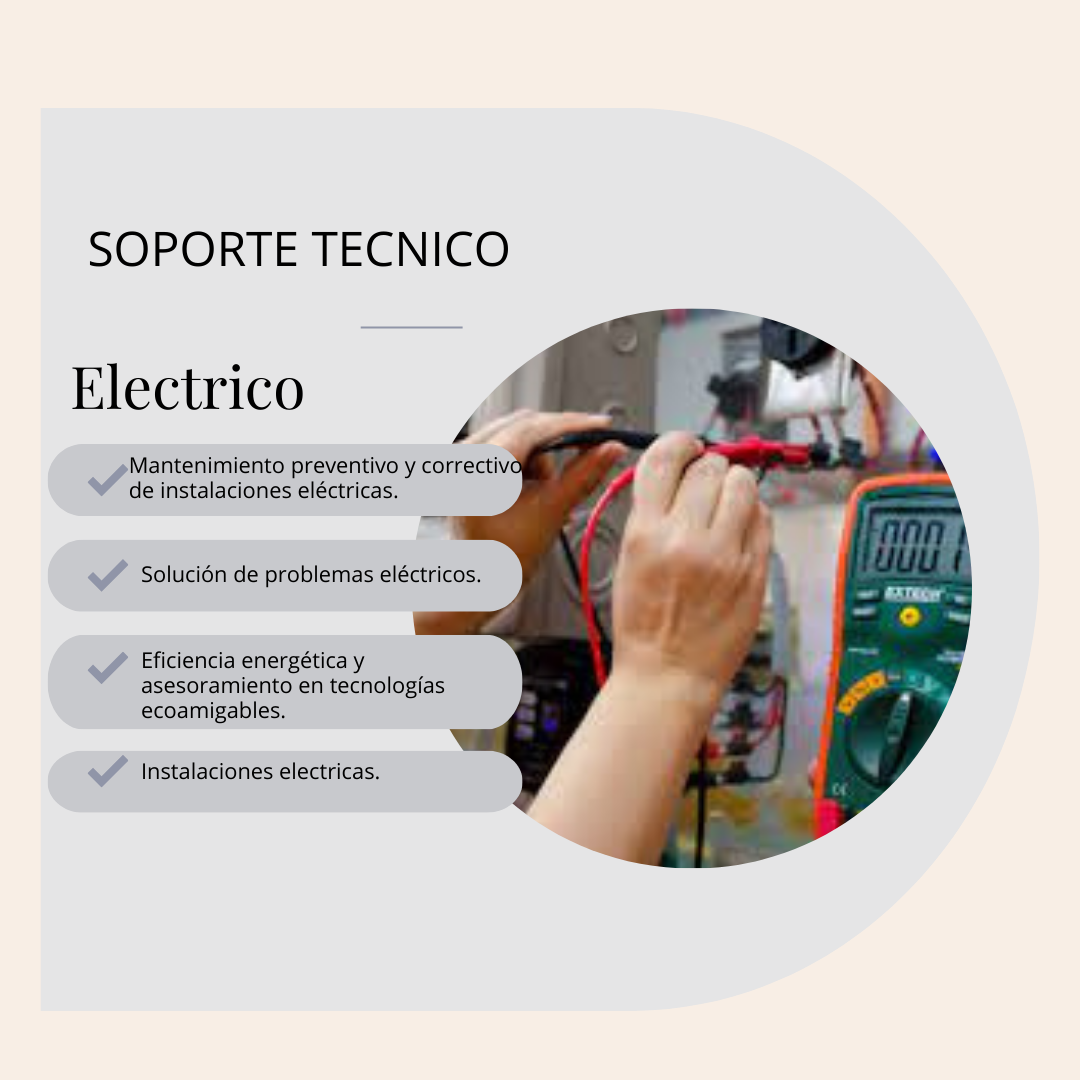 SOPORTE TECNICO
Electrico
Mantenimiento preventivo y correctivo
de instalaciones eléctricas.
Solución de problemas eléctricos.
Eficiencia energética y
asesoramiento en tecnologías
ecoamigables.
Instalaciones electricas.
EXTECH